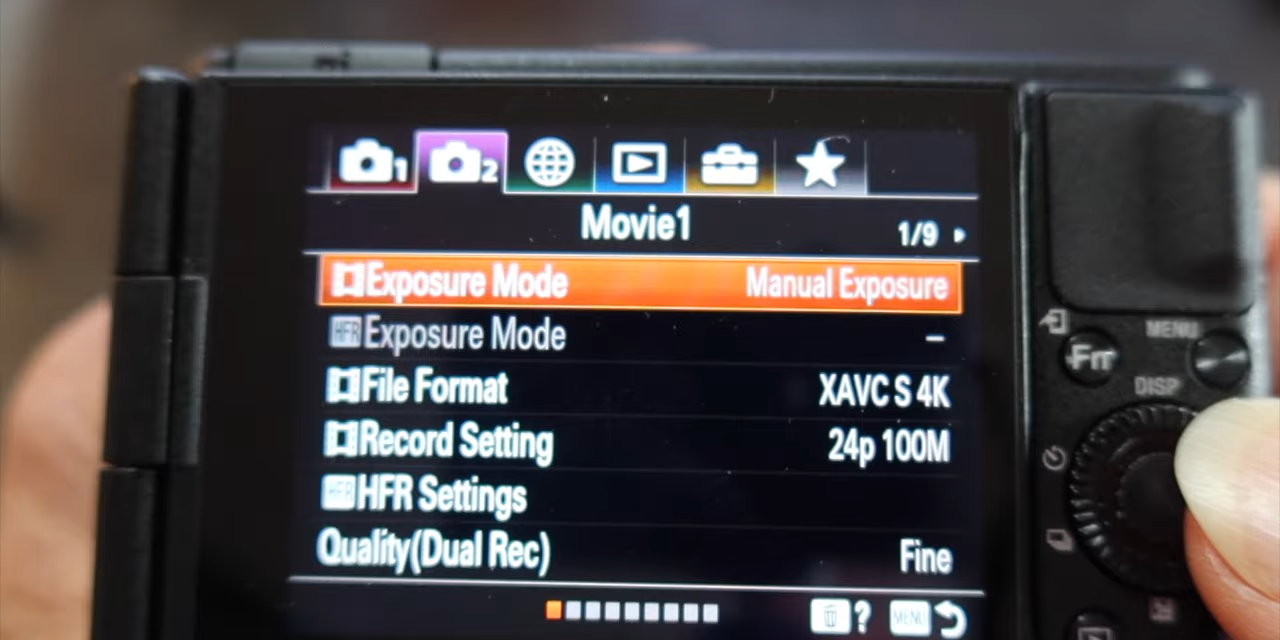 1 2
Movie1 1/9
Exposure Mode Manual Exposure
HFR Exposure Mode –
File Format XAVC S 4K
Record Setting 24p 100M
HFR HFR Settings
Quality(Dual Rec) Fine
? MENU
MENU
Fn
DISP